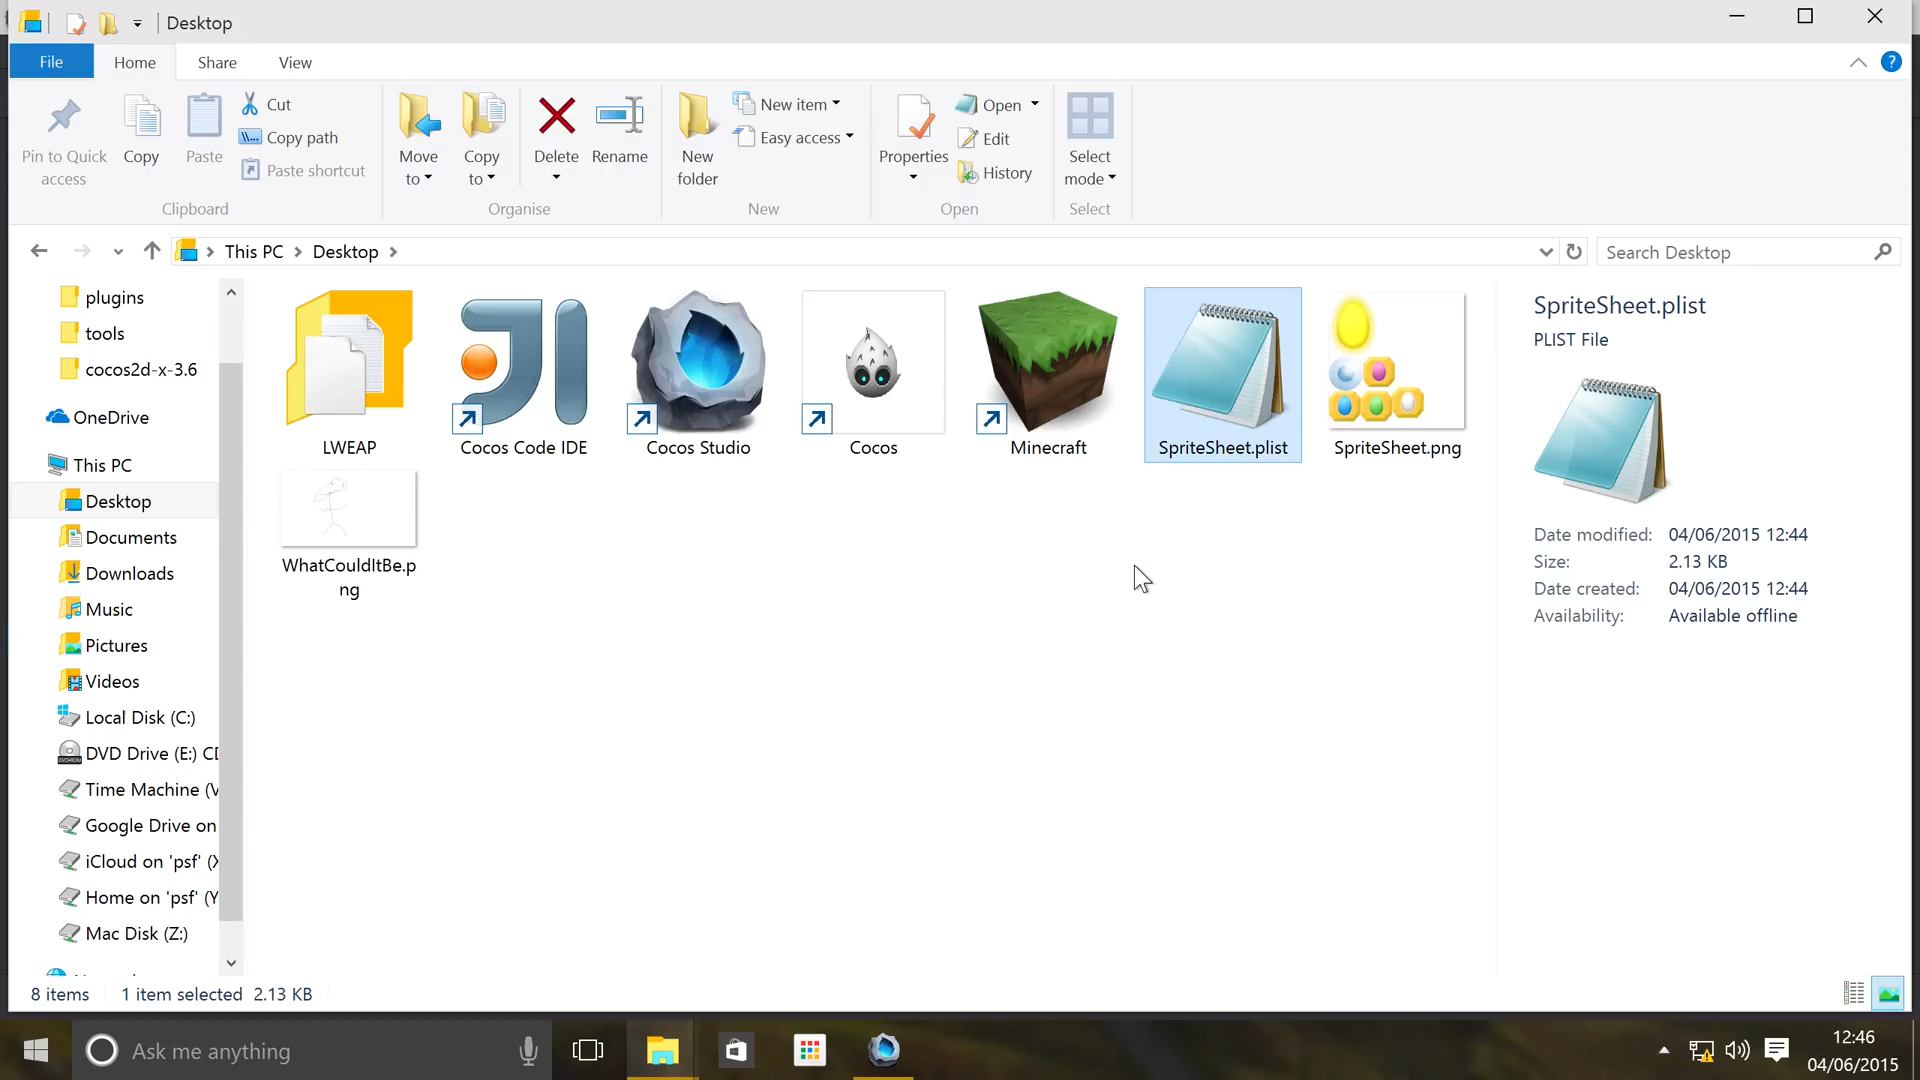 Desktop
File Home Share View
Pin to Quick access
Copy
Paste
Cut
Copy path
Paste shortcut
Clipboard
Move to
Copy to
Delete
Rename
Organise
New folder
New item
Easy access
New
Properties
Open
Edit
History
Open
Select mode
Select
This PC Desktop
Search Desktop
plugins
tools
cocos2d-x-3.6
OneDrive
This PC
Desktop
Documents
Downloads
Music
Pictures
Videos
Local Disk (C:)
DVD Drive (E:) CD
Time Machine (V
Google Drive on
iCloud on 'psf' (X
Home on 'psf' (Y
Mac Disk (Z:)
LWEAP
Cocos Code IDE
Cocos Studio
Cocos
Minecraft
SpriteSheet.plist
SpriteSheet.png
WhatCouldItBe.p
ng
SpriteSheet.plist
PLIST File
Date modified: 04/06/2015 12:44
Size: 2.13 KB
Date created: 04/06/2015 12:44
Availability: Available offline
8 items 1 item selected 2.13 KB
Ask me anything
12:46
04/06/2015